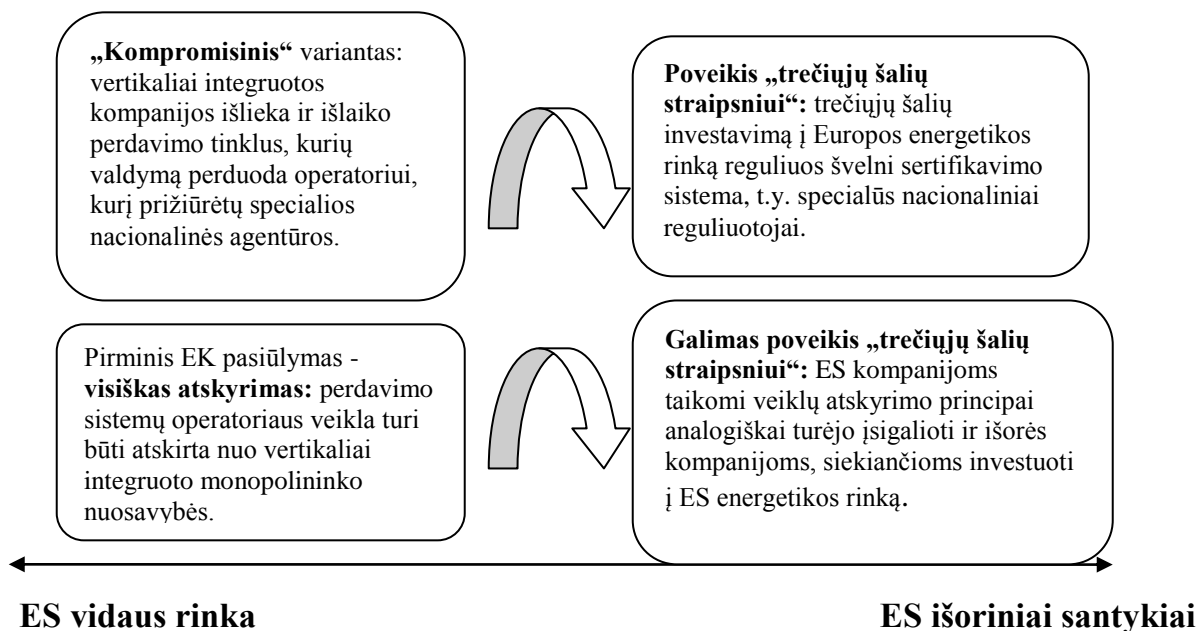 „Kompromisinis“ variantas:
vertikaliai integruotos
kompanijos išlieka ir išlaiko
perdavimo tinklus, kurių
valdymą perduoda operatoriui,
kurį prižiūrėtų specialios
nacionalinės agentūros.
Poveikis „trečiųjų šalių
straipsniui“: trečiųjų šalių
investavimą į Europos energetikos
rinką reguliuos švelni sertifikavimo
sistema, t.y. specialūs nacionaliniai
reguliuotojai.
Pirminis EK pasiūlymas -
visiškas atskyrimas: perdavimo
sistemų operatoriaus veikla turi
būti atskirta nuo vertikaliai
integruoto monopolininko
nuosavybės.
Galimas poveikis „trečiųjų šalių
straipsniui“: ES kompanijoms
taikomi veiklų atskyrimo principai
analogiškai turėjo įsigalioti ir išorės
kompanijoms, siekiančioms investuoti
į ES energetikos rinką.
ES vidaus rinka
ES išoriniai santykiai